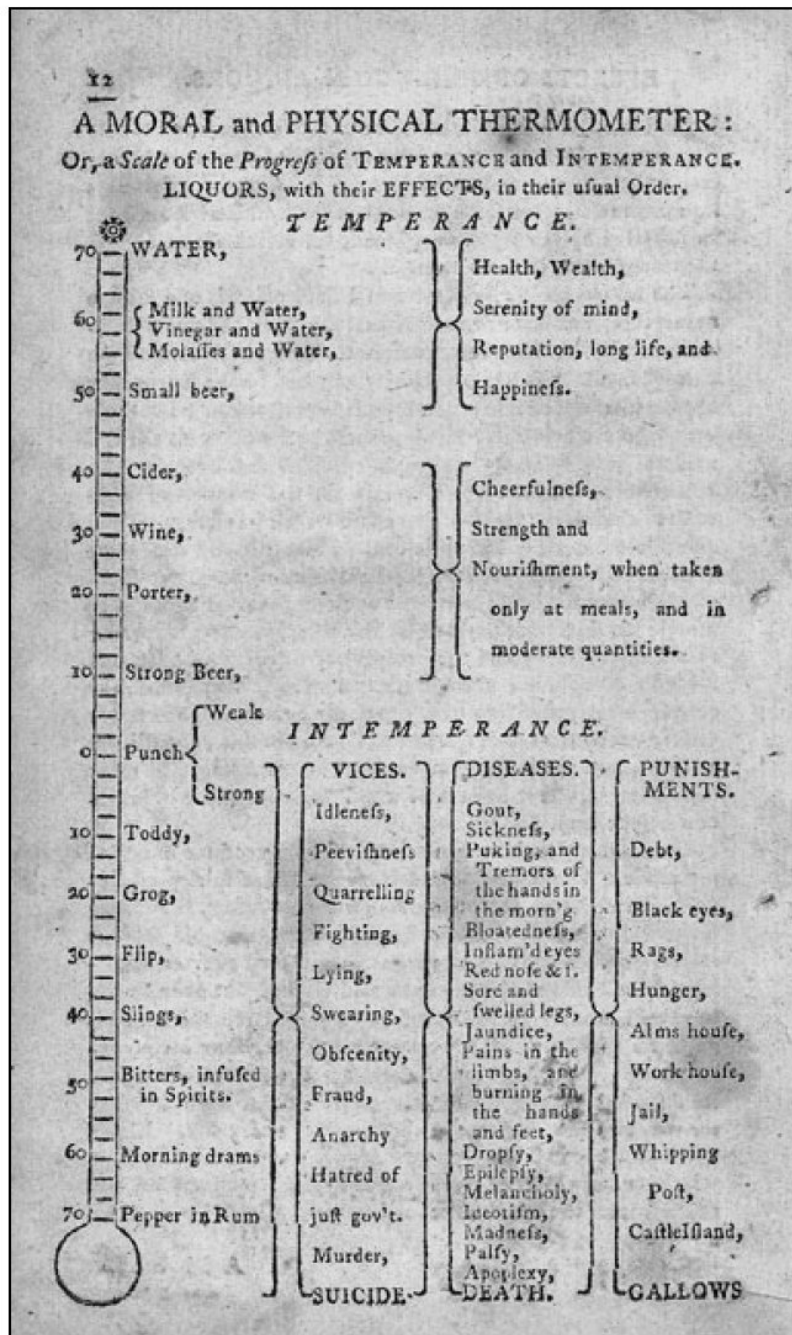 12
A MORAL and PHYSICAL THERMOMETER:
Or, a Scale of the Progreſs of TEMPERANCE and INTEMPERANCE.
LIQUORS, with their EFFECTS, in their uſual Order.
TEMPERANCE.
70 WATER,
60 Milk and Water,
Vinegar and Water,
Molaſſes and Water,
50 Small beer,
Health, Wealth,
Serenity of mind,
Reputation, long life, and
Happineſs.
40 Cider,
30 Wine,
20 Porter,
10 Strong Beer,
Cheerfulneſs,
Strength and
Nouriſhment, when taken
only at meals, and in
moderate quantities.
INTEMPERANCE.
Weak
0 Punch
Strong
10 Toddy,
20 Grog,
30 Flip,
40 Slings,
50 Bitters, infuſed
in Spirits.
60 Morning drams
70 Pepper in Rum
VICES.
Idleneſs,
Peeviſhneſs
Quarrelling
Fighting,
Lying,
Swearing,
Obſcenity,
Fraud,
Anarchy
Hatred of
juſt gov't.
Murder,
SUICIDE
DISEASES.
Gout,
Sickneſs,
Puking, and
Tremors of
the hands in
the morn'g
Bloatedneſs,
Inflam'd eyes
Red noſe & f.
Sore and
ſwelled legs,
Jaundice,
Pains in the
limbs, and
burning in
the hands
and feet,
Dropſy,
Epilepſy,
Melancholy,
Madneſs,
Palſy,
Apoplexy,
DEATH.
PUNISH-
MENTS.
Debt,
Black eyes,
Rags,
Hunger,
Alms houſe,
Work houſe,
Jail,
Whipping
Poſt,
Caſtle Iſland,
GALLOWS